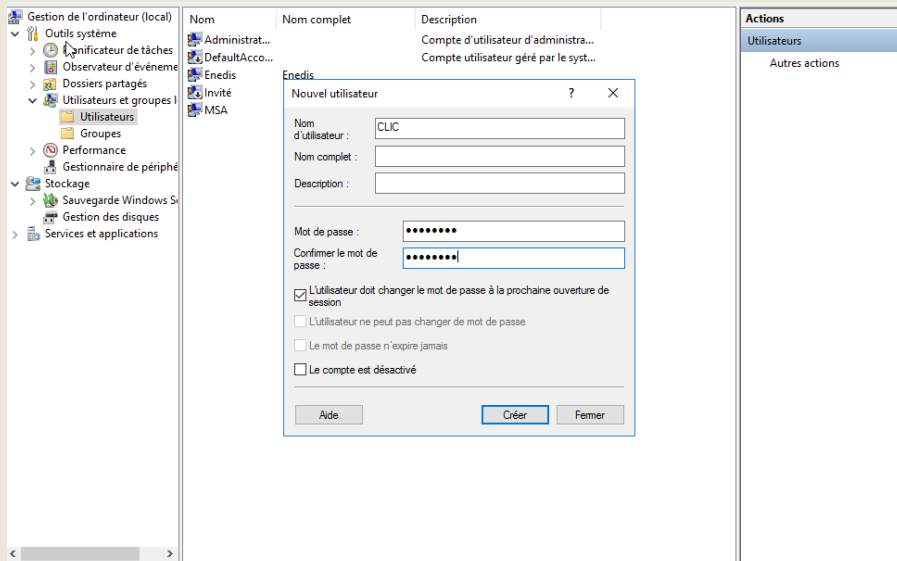 Gestion de l'ordinateur (local)
Outils système
Planificateur de tâches
Observateur d'événeme
Dossiers partagés
Utilisateurs et groupes l
Utilisateurs
Groupes
Performance
Gestionnaire de périphé
Stockage
Sauvegarde Windows Se
Gestion des disques
Services et applications
Nom Nom complet Description
Administrat... Compte d'utilisateur d'administra...
DefaultAcco... Compte utilisateur géré par le syst...
Enedis Enedis
Invité
MSA
Nouvel utilisateur ? ×
Nom
d'utilisateur : CLIC
Nom complet :
Description :
Mot de passe : ••••••••
Confirmer le mot de
passe : ••••••••
L'utilisateur doit changer le mot de passe à la prochaine ouverture de
session
L'utilisateur ne peut pas changer de mot de passe
Le mot de passe n'expire jamais
Le compte est désactivé
Aide Créer Fermer
Actions
Utilisateurs
Autres actions